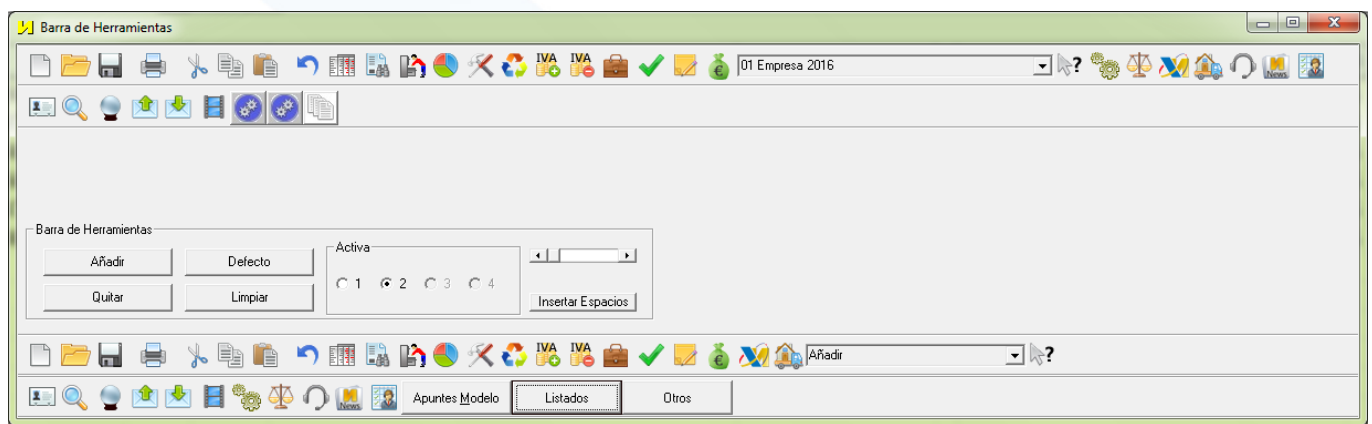 Barra de Herramientas
IVA IVA € 01 Empresa 2016 ? News
Barra de Herramientas
Añadir Defecto
Quitar Limpiar
Activa
1 2 3 4
Insertar Espacios
IVA IVA € Añadir ?
News Apuntes Modelo Listados Otros